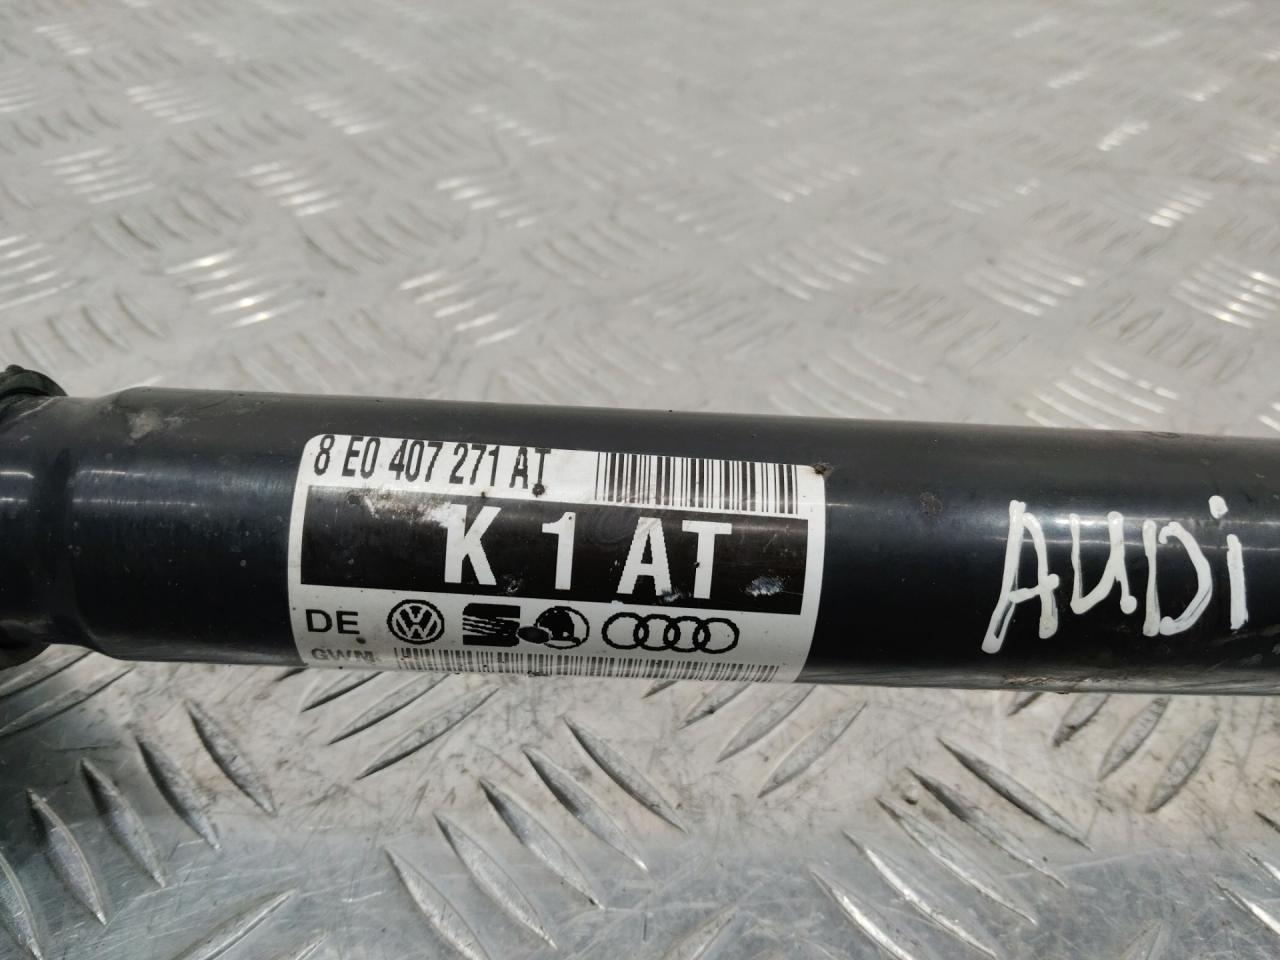 8 E0 407 271 AT
K 1 AT
DE
GWM
AUDi